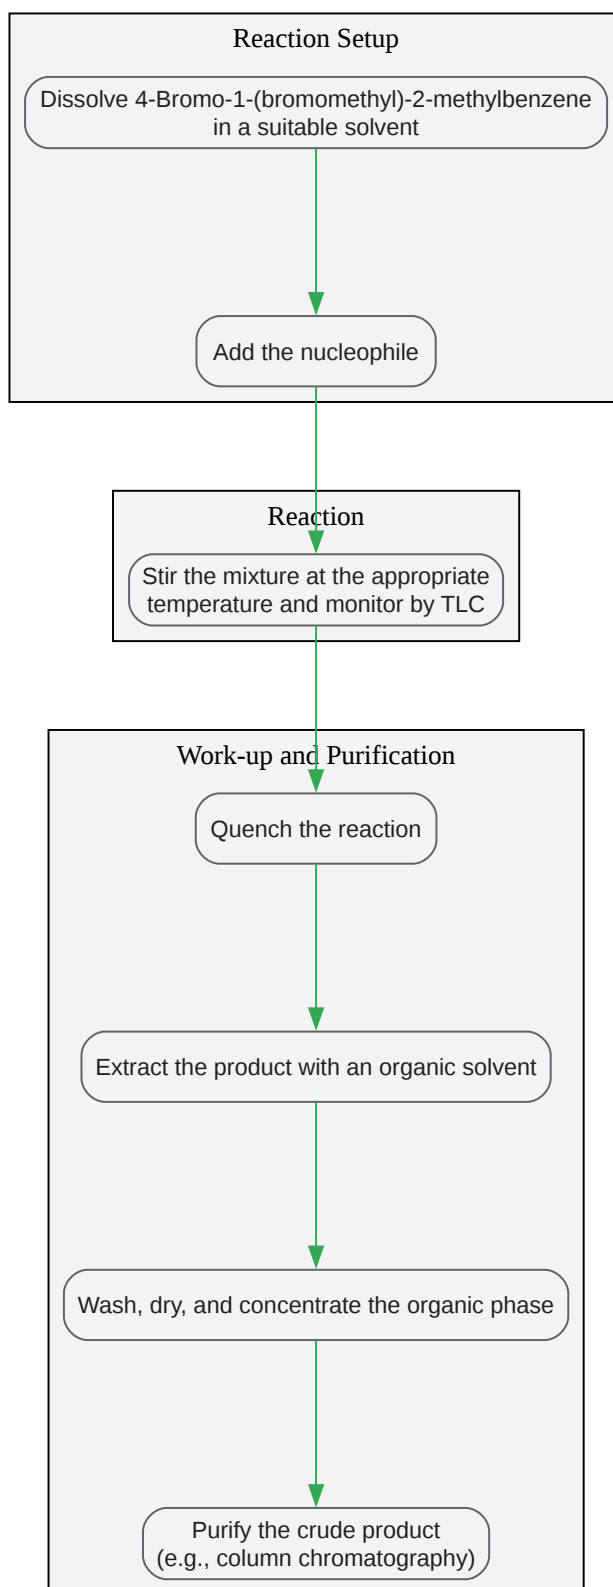 Reaction Setup
Dissolve 4-Bromo-1-(bromomethyl)-2-methylbenzene
in a suitable solvent
Add the nucleophile
Reaction
Stir the mixture at the appropriate
temperature and monitor by TLC
Work-up and Purification
Quench the reaction
Extract the product with an organic solvent
Wash, dry, and concentrate the organic phase
Purify the crude product
(e.g., column chromatography)